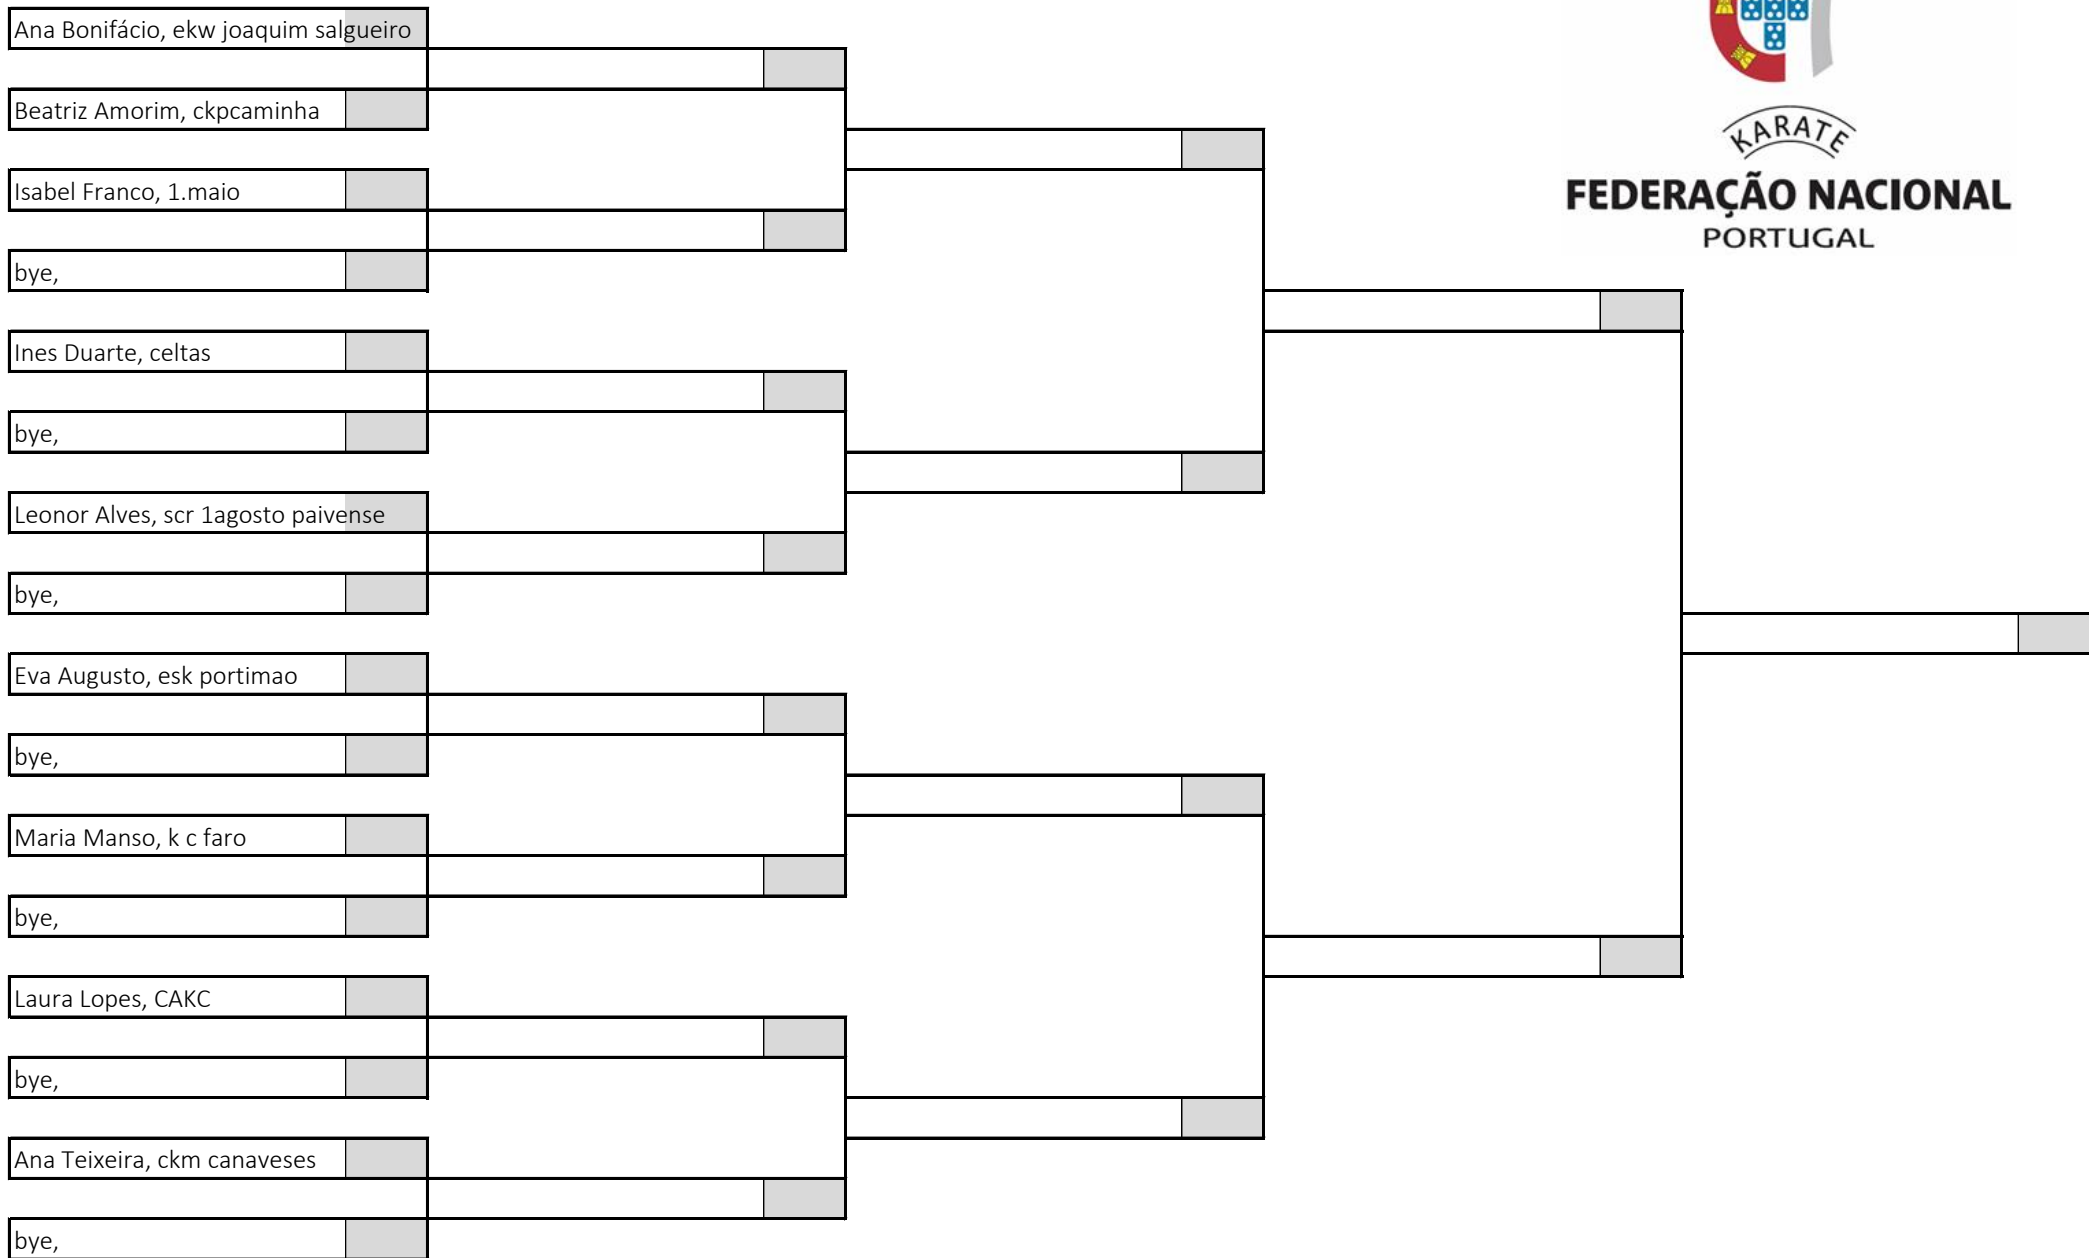 Ana Bonifácio, ekw joaquim salgueiro
Beatriz Amorim, ckpcaminha
Isabel Franco, 1.maio
bye,
Ines Duarte, celtas
bye,
Leonor Alves, scr 1agosto paivense
bye,
Eva Augusto, esk portimao
bye,
Maria Manso, k c faro
bye,
Laura Lopes, CAKC
bye,
Ana Teixeira, ckm canaveses
bye,
KARATE
FEDERAÇÃO NACIONAL
PORTUGAL